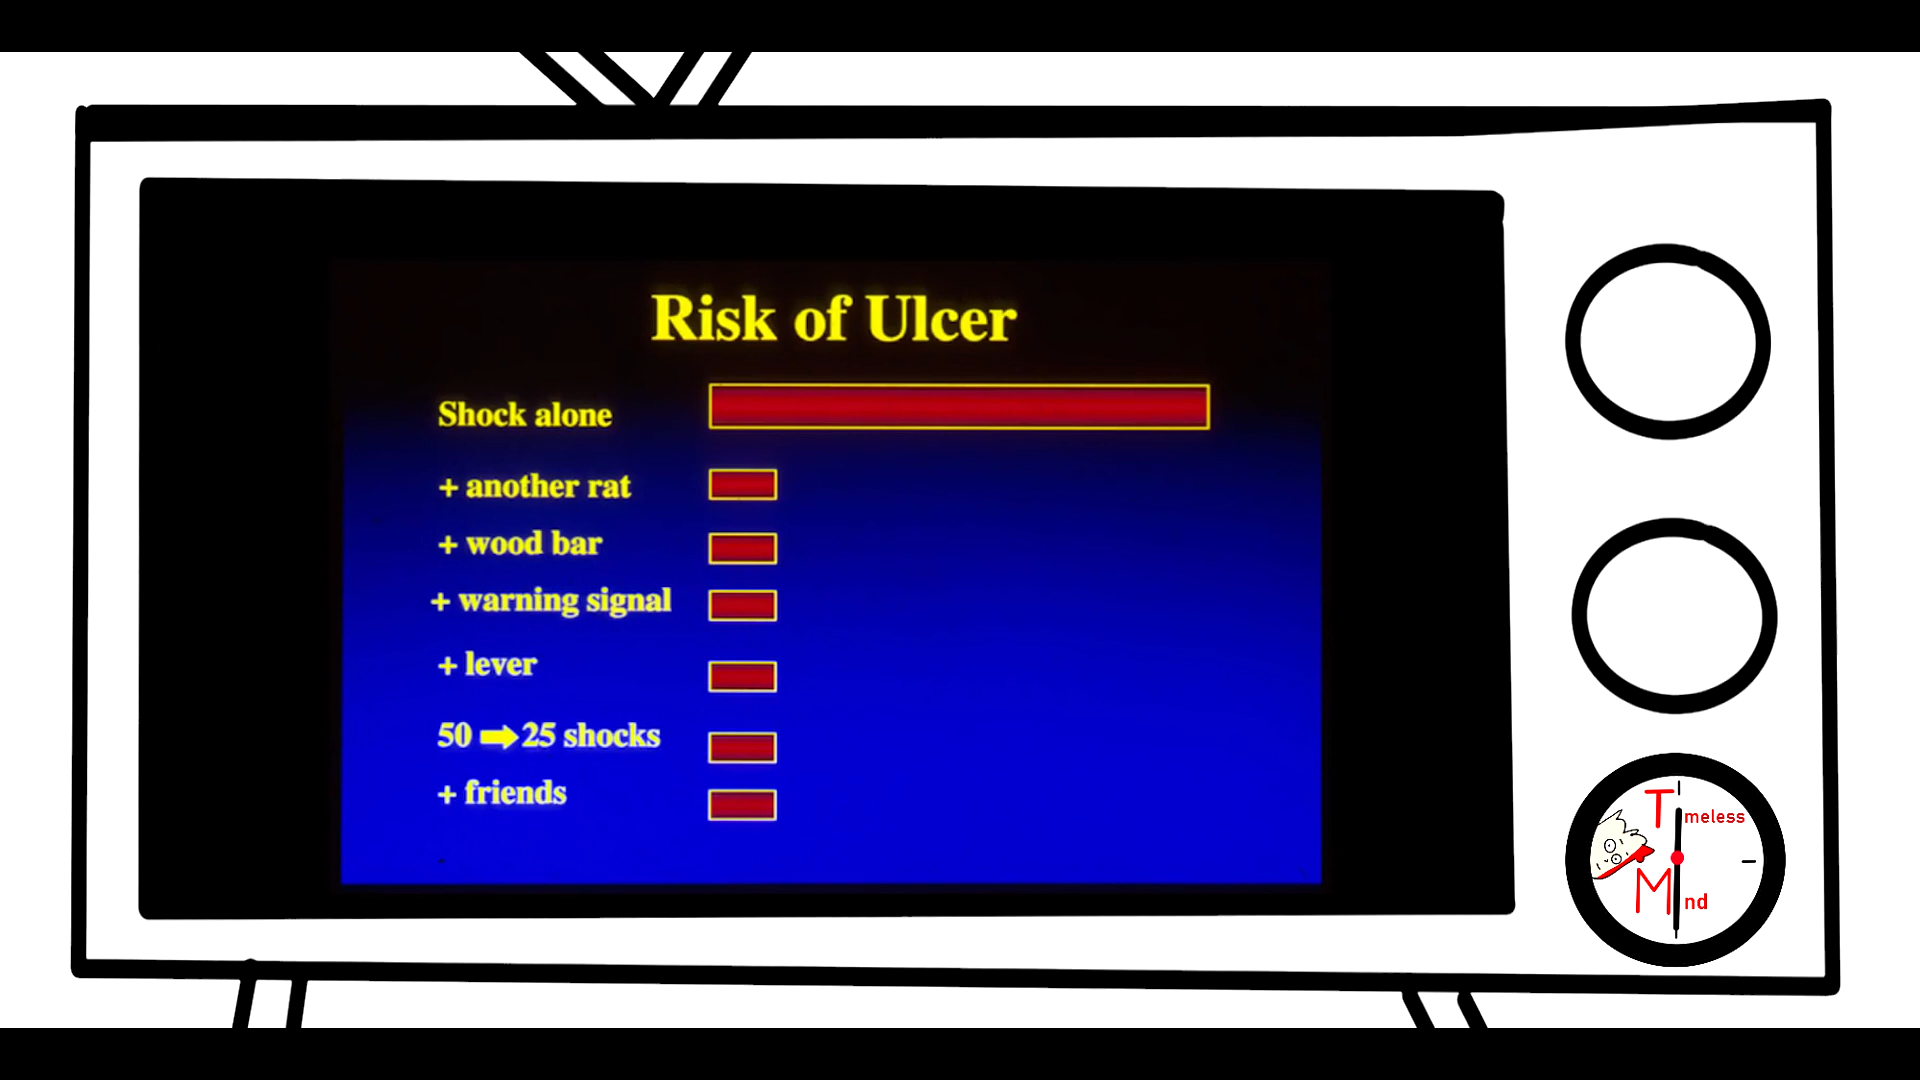 Risk of Ulcer
Shock alone
+ another rat
+ wood bar
+ warning signal
+ lever
50 ➡ 25 shocks
+ friends
Timeless
Mind